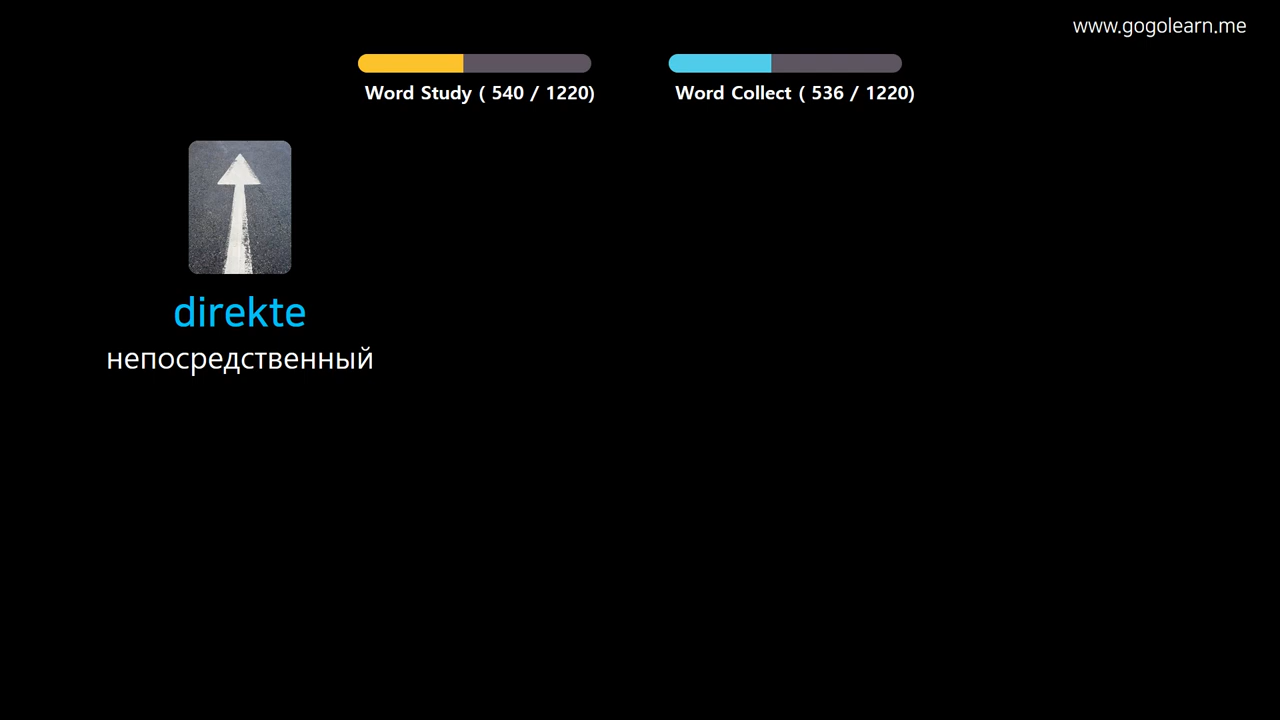 www.gogolearn.me
Word Study ( 540 / 1220)
Word Collect ( 536 / 1220)
direkte
непосредственный